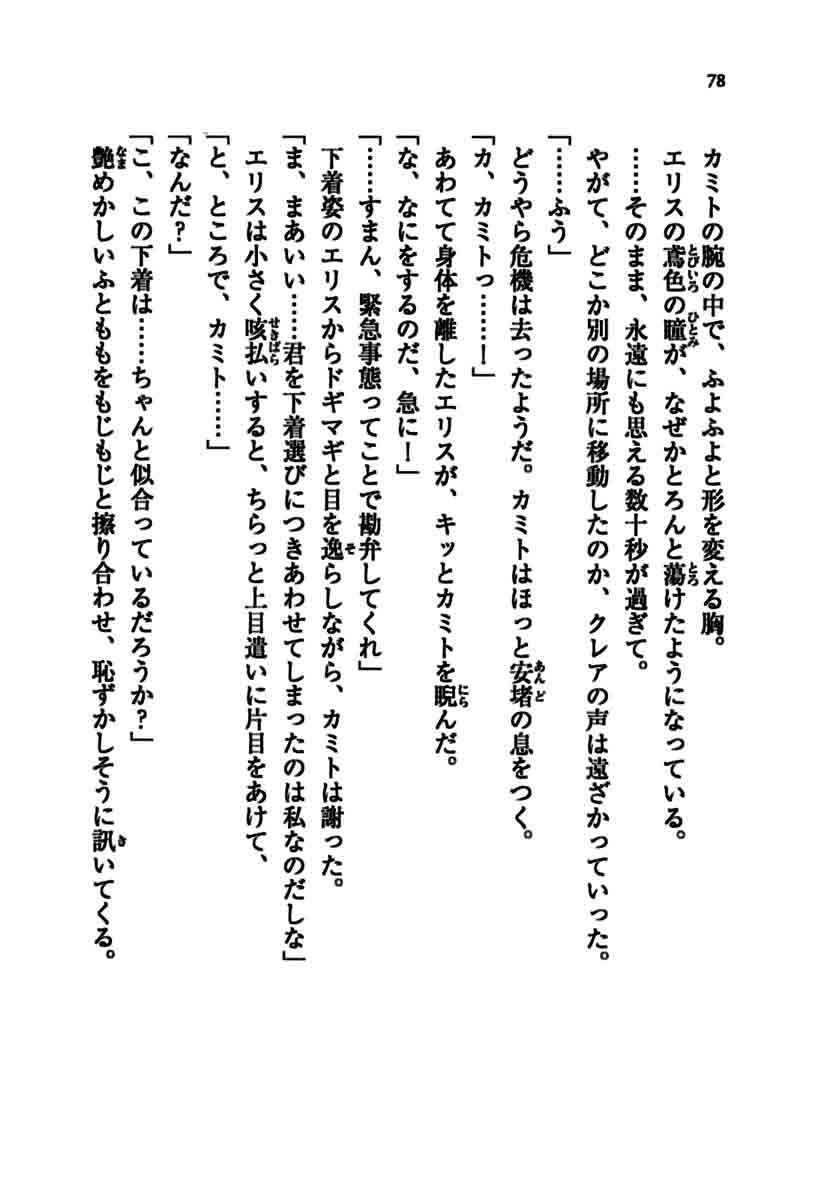 78
カミトの腕の中で、ふよふよと形を変える胸。
エリスの鳶色の瞳が、なぜかとろんと蕩けたようになっている。
……そのまま、永遠にも思える数十秒が過ぎて。
やがて、どこか別の場所に移動したのか、クレアの声は遠ざかっていった。
「……ふう」
どうやら危機は去ったようだ。カミトはほっと安堵の息をつく。
「カ、カミトっ……！」
あわてて身体を離したエリスが、キッとカミトを睨んだ。
「な、なにをするのだ、急に！」
「……すまん、緊急事態ってことで勘弁してくれ」
下着姿のエリスからドギマギと目を逸らしながら、カミトは謝った。
「ま、まあいい……君を下着選びにつきあわせてしまったのは私なのだしな」
エリスは小さく咳払いすると、ちらっと上目遣いに片目をあけて、
「と、ところで、カミト……」
「なんだ？」
「こ、この下着は……ちゃんと似合っているだろうか？」
艶めかしいふとももをもじもじと擦り合わせ、恥ずかしそうに訊いてくる。